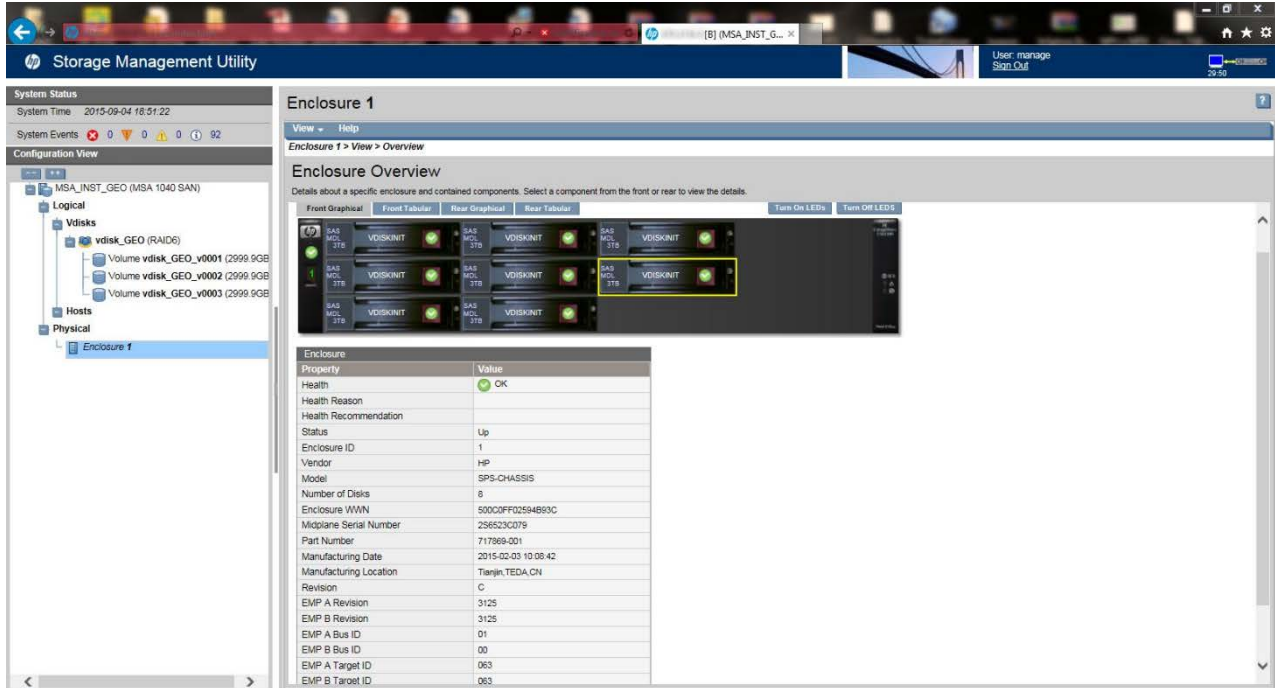 [B] (MSA_INST_G... ×
Storage Management Utility
User: manage
Sign Out
29:50
System Status
System Time 2015-09-04 18:51:22
System Events 0 0 0 92
Configuration View
MSA_INST_GEO (MSA 1040 SAN)
Logical
Vdisks
vdisk_GEO (RAID6)
Volume vdisk_GEO_v0001 (2999.9GB
Volume vdisk_GEO_v0002 (2999.9GB
Volume vdisk_GEO_v0003 (2999.9GB
Hosts
Physical
Enclosure 1
Enclosure 1
View Help
Enclosure 1 > View > Overview
Enclosure Overview
Details about a specific enclosure and contained components. Select a component from the front or rear to view the details.
Front Graphical Front Tabular Rear Graphical Rear Tabular Turn On LEDs Turn Off LEDS
SAS MDL 3TB VDISKINIT SAS MDL 3TB VDISKINIT SAS MDL 3TB VDISKINIT
1 SAS MDL 3TB VDISKINIT SAS MDL 3TB VDISKINIT SAS MDL 3TB VDISKINIT
SAS MDL 3TB VDISKINIT SAS MDL 3TB VDISKINIT
Enclosure
Property Value
Health OK
Health Reason
Health Recommendation
Status Up
Enclosure ID 1
Vendor HP
Model SPS-CHASSIS
Number of Disks 8
Enclosure WWN 500C0FF02594B93C
Midplane Serial Number 2S6523C079
Part Number 717869-001
Manufacturing Date 2015-02-03 10:08:42
Manufacturing Location Tianjin,TEDA,CN
Revision C
EMP A Revision 3125
EMP B Revision 3125
EMP A Bus ID 01
EMP B Bus ID 00
EMP A Target ID 063
EMP B Target ID 063